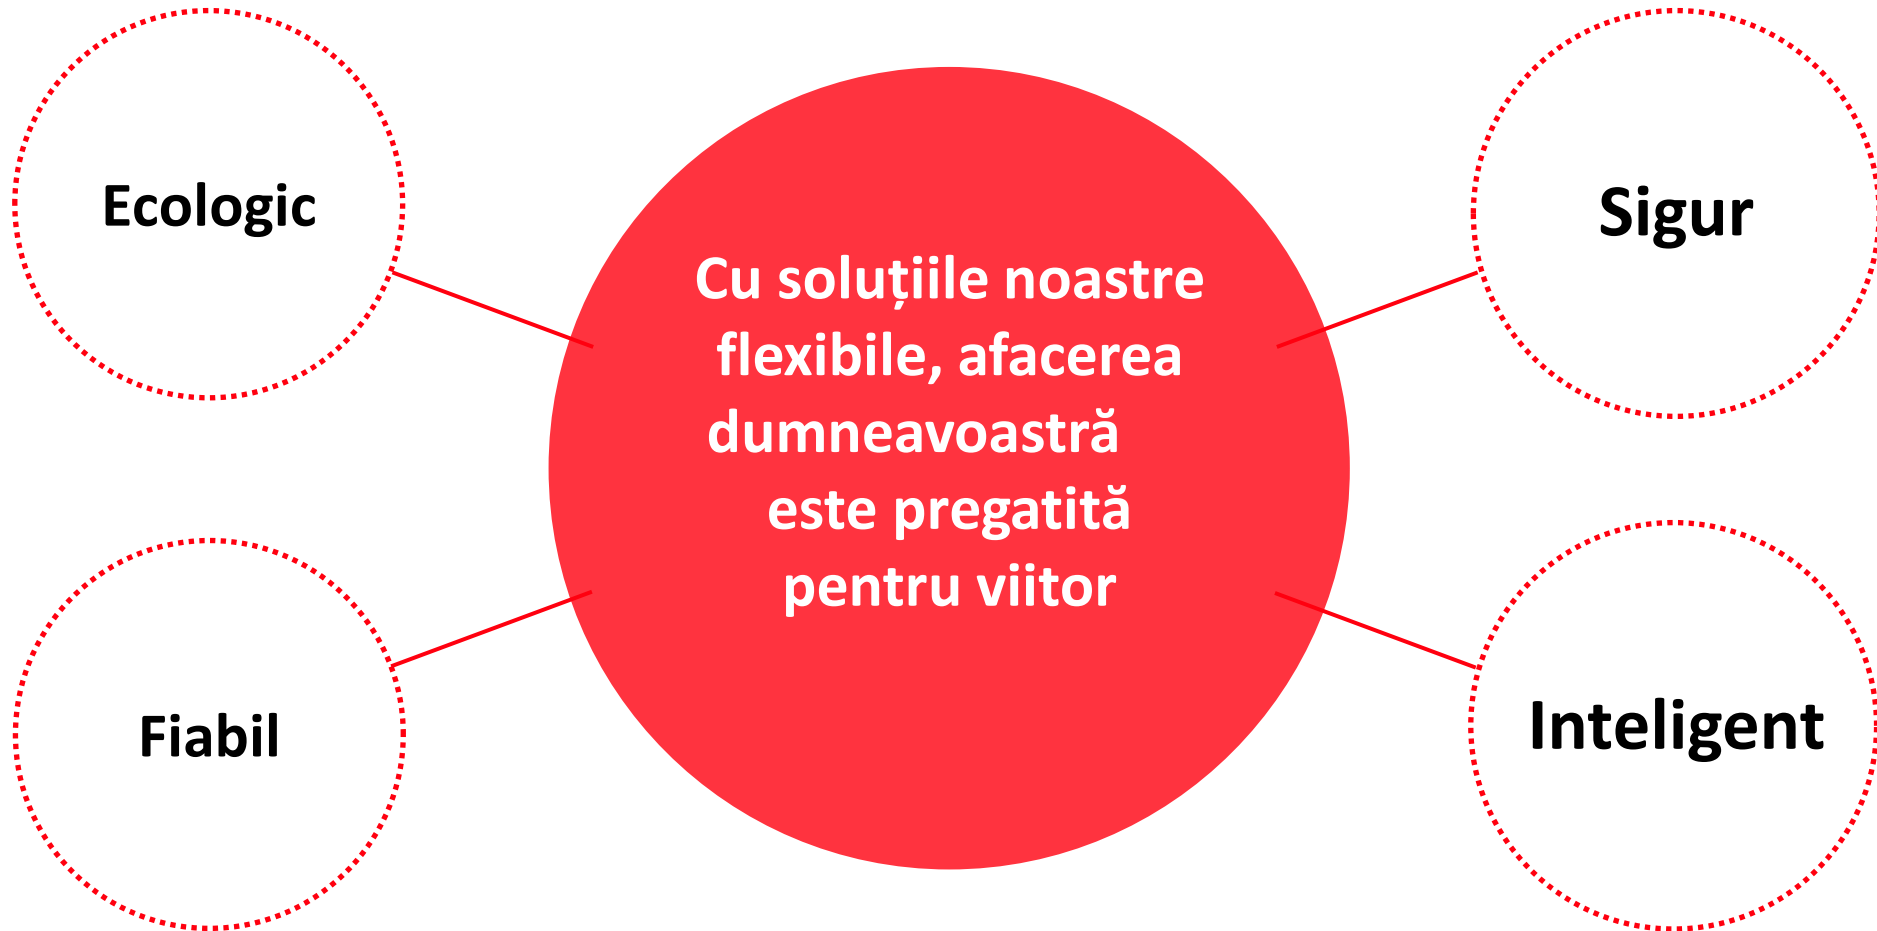 Ecologic
Sigur
Cu soluțiile noastre
flexibile, afacerea
dumneavoastră
este pregatită
pentru viitor
Fiabil
Inteligent